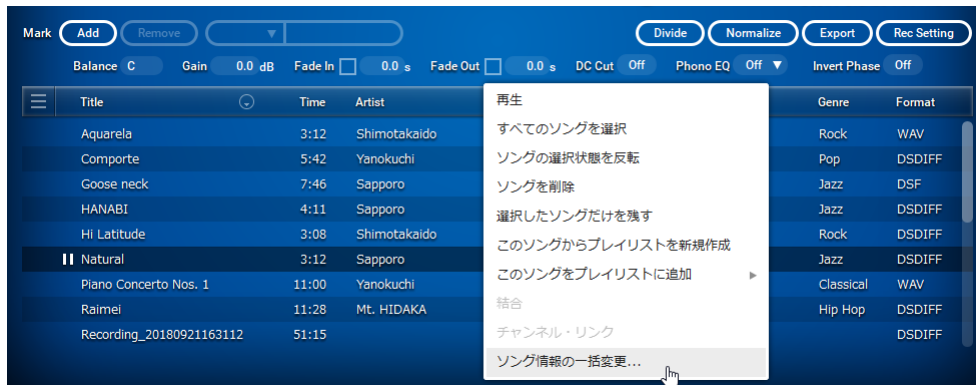 Mark Add Remove Divide Normalize Export Rec Setting
Balance C Gain 0.0 dB Fade In 0.0 s Fade Out 0.0 s DC Cut Off Phono EQ Off Invert Phase Off
Title Time Artist Genre Format
Aquarela 3:12 Shimotakaido Rock WAV
Comporte 5:42 Yanokuchi Pop DSDIFF
Goose neck 7:46 Sapporo Jazz DSF
HANABI 4:11 Sapporo Jazz DSDIFF
Hi Latitude 3:08 Shimotakaido Rock DSDIFF
Natural 3:12 Sapporo Jazz DSDIFF
Piano Concerto Nos. 1 11:00 Yanokuchi Classical WAV
Raimei 11:28 Mt. HIDAKA Hip Hop DSDIFF
Recording_20180921163112 51:15 DSDIFF
再生
すべてのソングを選択
ソングの選択状態を反転
ソングを削除
選択したソングだけを残す
このソングからプレイリストを新規作成
このソングをプレイリストに追加
結合
チャンネル・リンク
ソング情報の一括変更...